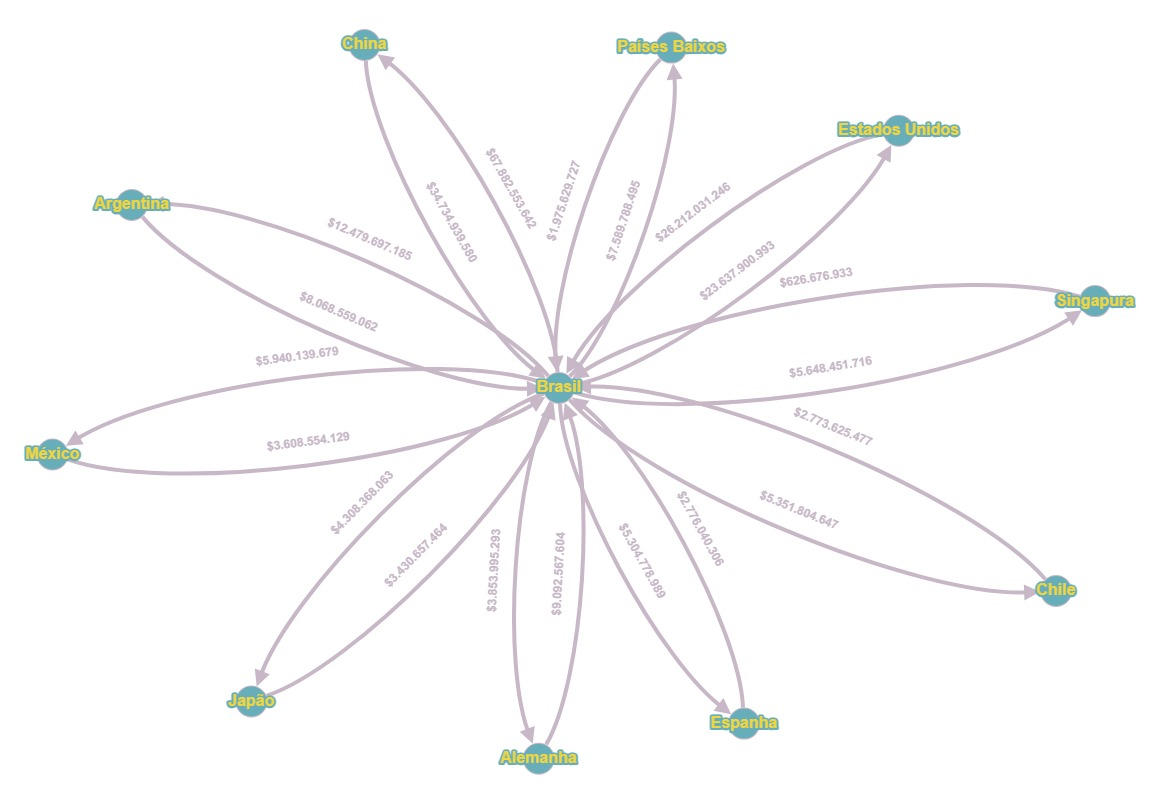 China
Países Baixos
Estados Unidos
$67.882.553.642
$1.975.629.727
$7.589.788.495
$26.212.031.246
Argentina
$34.734.939.580
$12.479.697.185
$23.637.900.993
$626.676.933
Singapura
$8.068.559.062
$5.940.139.679
$5.648.451.716
Brasil
$2.773.625.477
México
$3.608.554.129
$4.308.368.063
$3.430.657.464
$3.853.995.293
$9.092.567.604
$5.304.778.989
$2.776.040.306
$5.351.804.647
Chile
Japão
Espanha
Alemanha